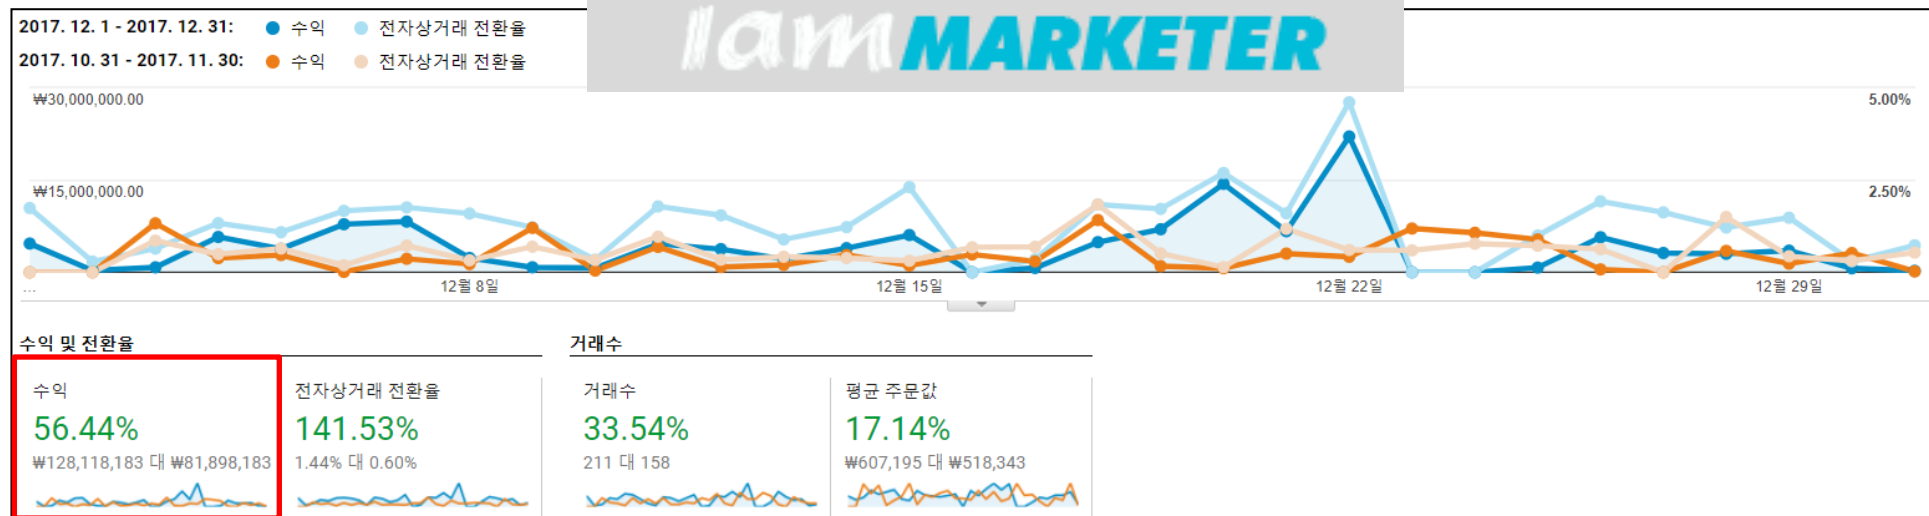 2017. 12. 1 - 2017. 12. 31: 수익 전자상거래 전환율
2017. 10. 31 - 2017. 11. 30: 수익 전자상거래 전환율
Iam MARKETER
₩30,000,000.00 5.00%
₩15,000,000.00 2.50%
... 12월 8일 12월 15일 12월 22일 12월 29일
수익 및 전환율 거래수
수익 전자상거래 전환율 거래수 평균 주문값
56.44% 141.53% 33.54% 17.14%
₩128,118,183 대 ₩81,898,183 1.44% 대 0.60% 211 대 158 ₩607,195 대 ₩518,343